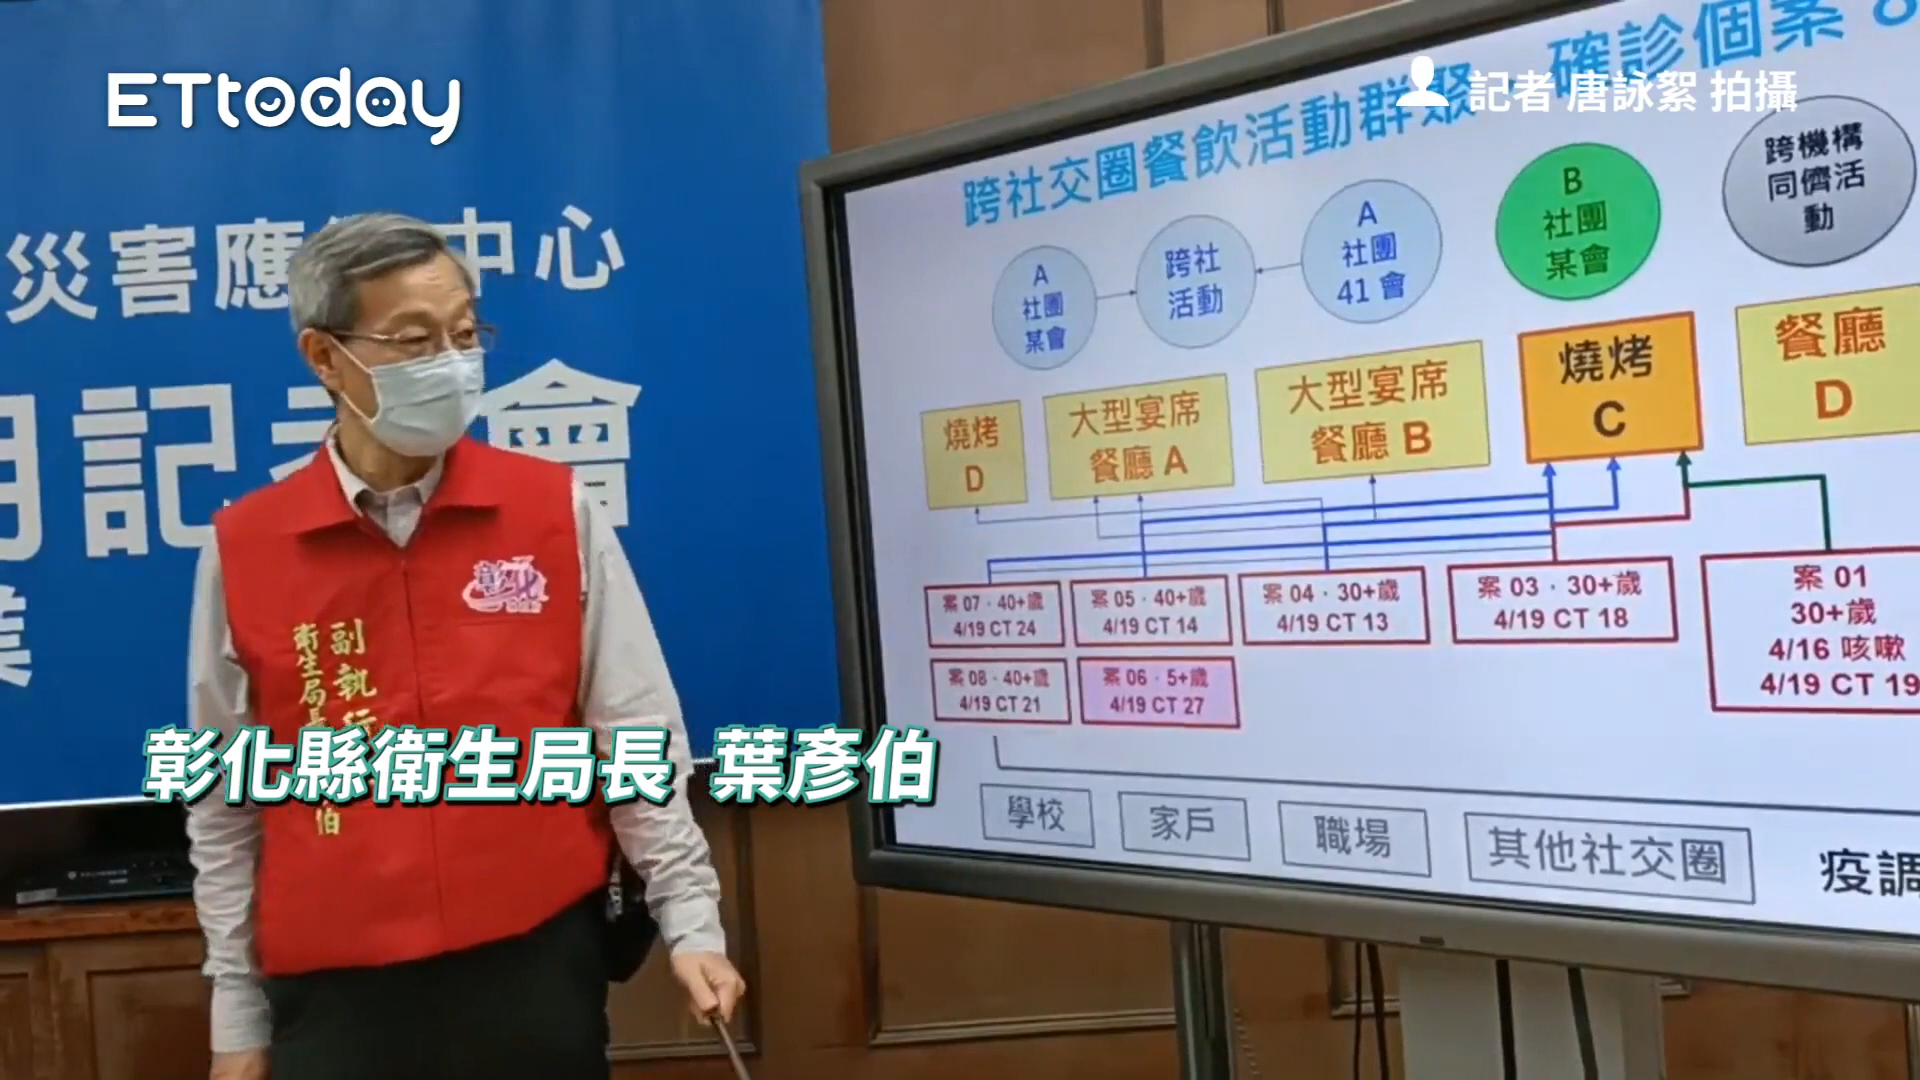 ETtoday
記者 唐詠絮 拍攝
災害應
中心
記
會
業
跨社交圈餐飲活動群聚
確診個案 8
A
社團
某會
跨社
活動
A
社團
41 會
B
社團
某會
跨機構
同儕活
動
燒烤
D
大型宴席
餐廳 A
大型宴席
餐廳 B
燒烤
C
餐廳
D
案 07 · 40+歲
4/19 CT 24
案 05 · 40+歲
4/19 CT 14
案 04 · 30+歲
4/19 CT 13
案 03 · 30+歲
4/19 CT 18
案 01
30+歲
4/16 咳嗽
4/19 CT 19
案 08 · 40+歲
4/19 CT 21
案 06 · 5+歲
4/19 CT 27
學校
家戶
職場
其他社交圈
疫調
彰化
副執行
衛生局長
伯
彰化縣衛生局長 葉彥伯